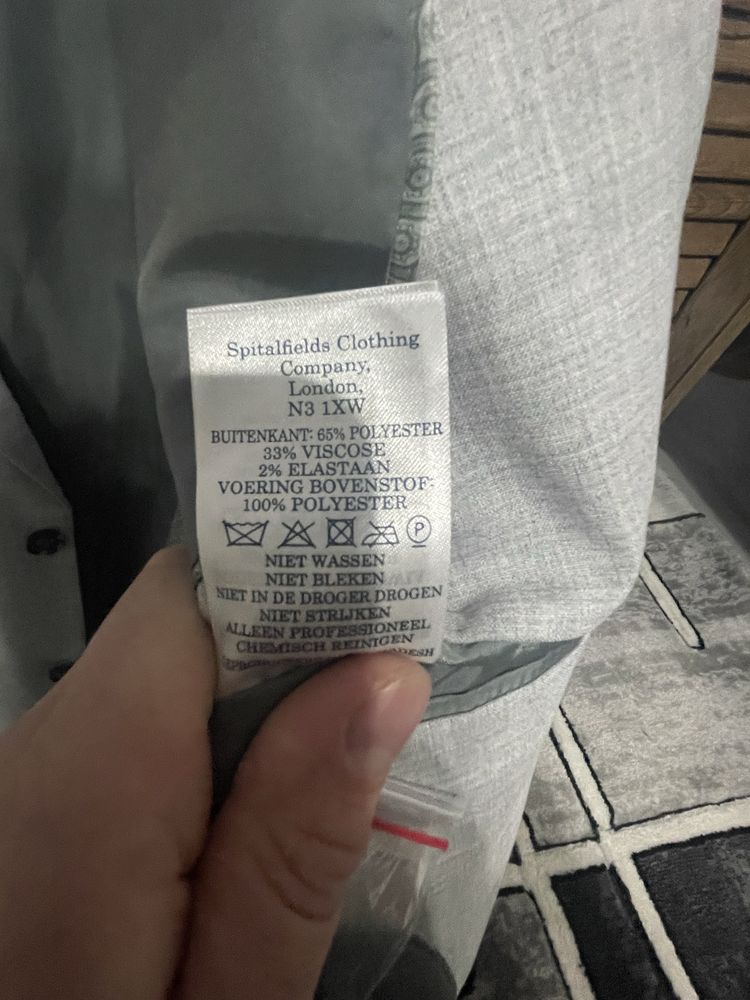 Spitalfields Clothing
Company,
London,
N3 1XW
BUITENKANT: 65% POLYESTER
33% VISCOSE
2% ELASTAAN
VOERING BOVENSTOF:
100% POLYESTER
P
NIET WASSEN
NIET BLEKEN
NIET IN DE DROGER DROGEN
NIET STRIJKEN
ALLEEN PROFESSIONEEL
CHEMISCH REINIGEN